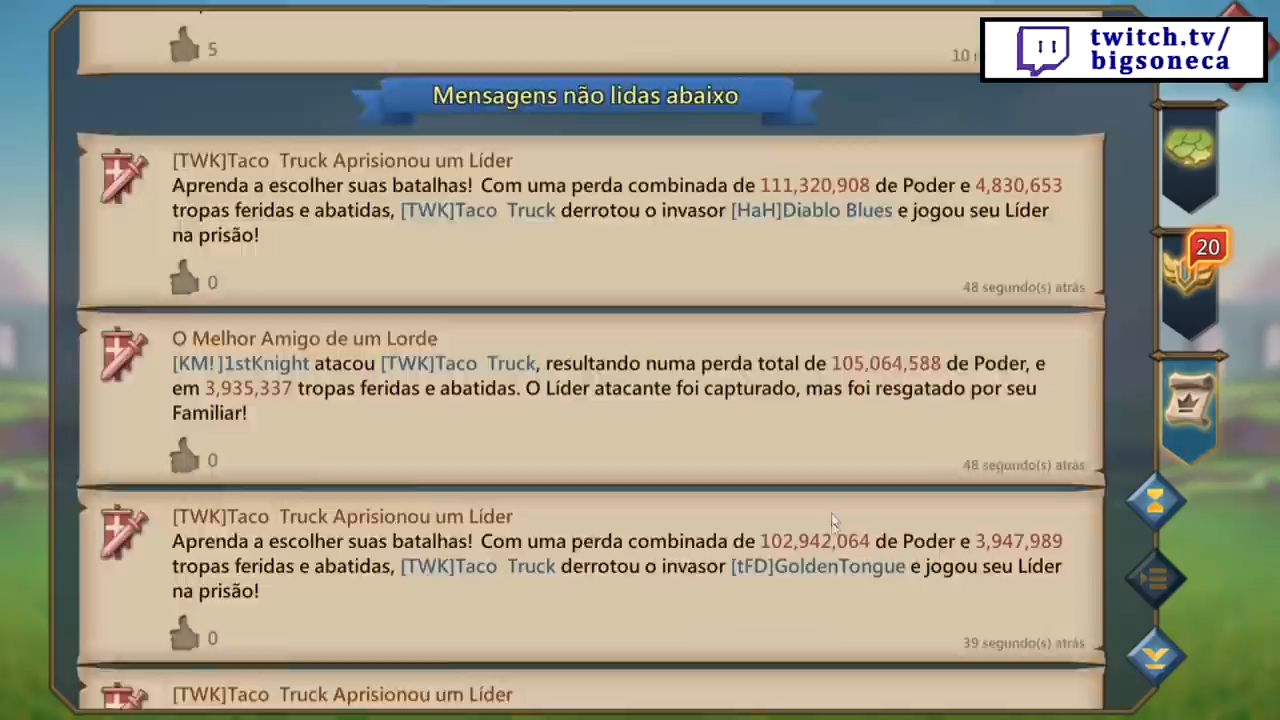 5
10
twitch.tv/
bigsoneca
Mensagens não lidas abaixo
[TWK]Taco Truck Aprisionou um Líder
Aprenda a escolher suas batalhas! Com uma perda combinada de 111,320,908 de Poder e 4,830,653
tropas feridas e abatidas, [TWK]Taco Truck derrotou o invasor [HaH]Diablo Blues e jogou seu Líder
na prisão!
0
48 segundo(s) atrás
20
O Melhor Amigo de um Lorde
[KM!]1stKnight atacou [TWK]Taco Truck, resultando numa perda total de 105,064,588 de Poder, e
em 3,935,337 tropas feridas e abatidas. O Líder atacante foi capturado, mas foi resgatado por seu
Familiar!
0
48 segundo(s) atrás
[TWK]Taco Truck Aprisionou um Líder
Aprenda a escolher suas batalhas! Com uma perda combinada de 102,942,064 de Poder e 3,947,989
tropas feridas e abatidas, [TWK]Taco Truck derrotou o invasor [tFD]GoldenTongue e jogou seu Líder
na prisão!
0
39 segundo(s) atrás
[TWK]Taco Truck Aprisionou um Líder